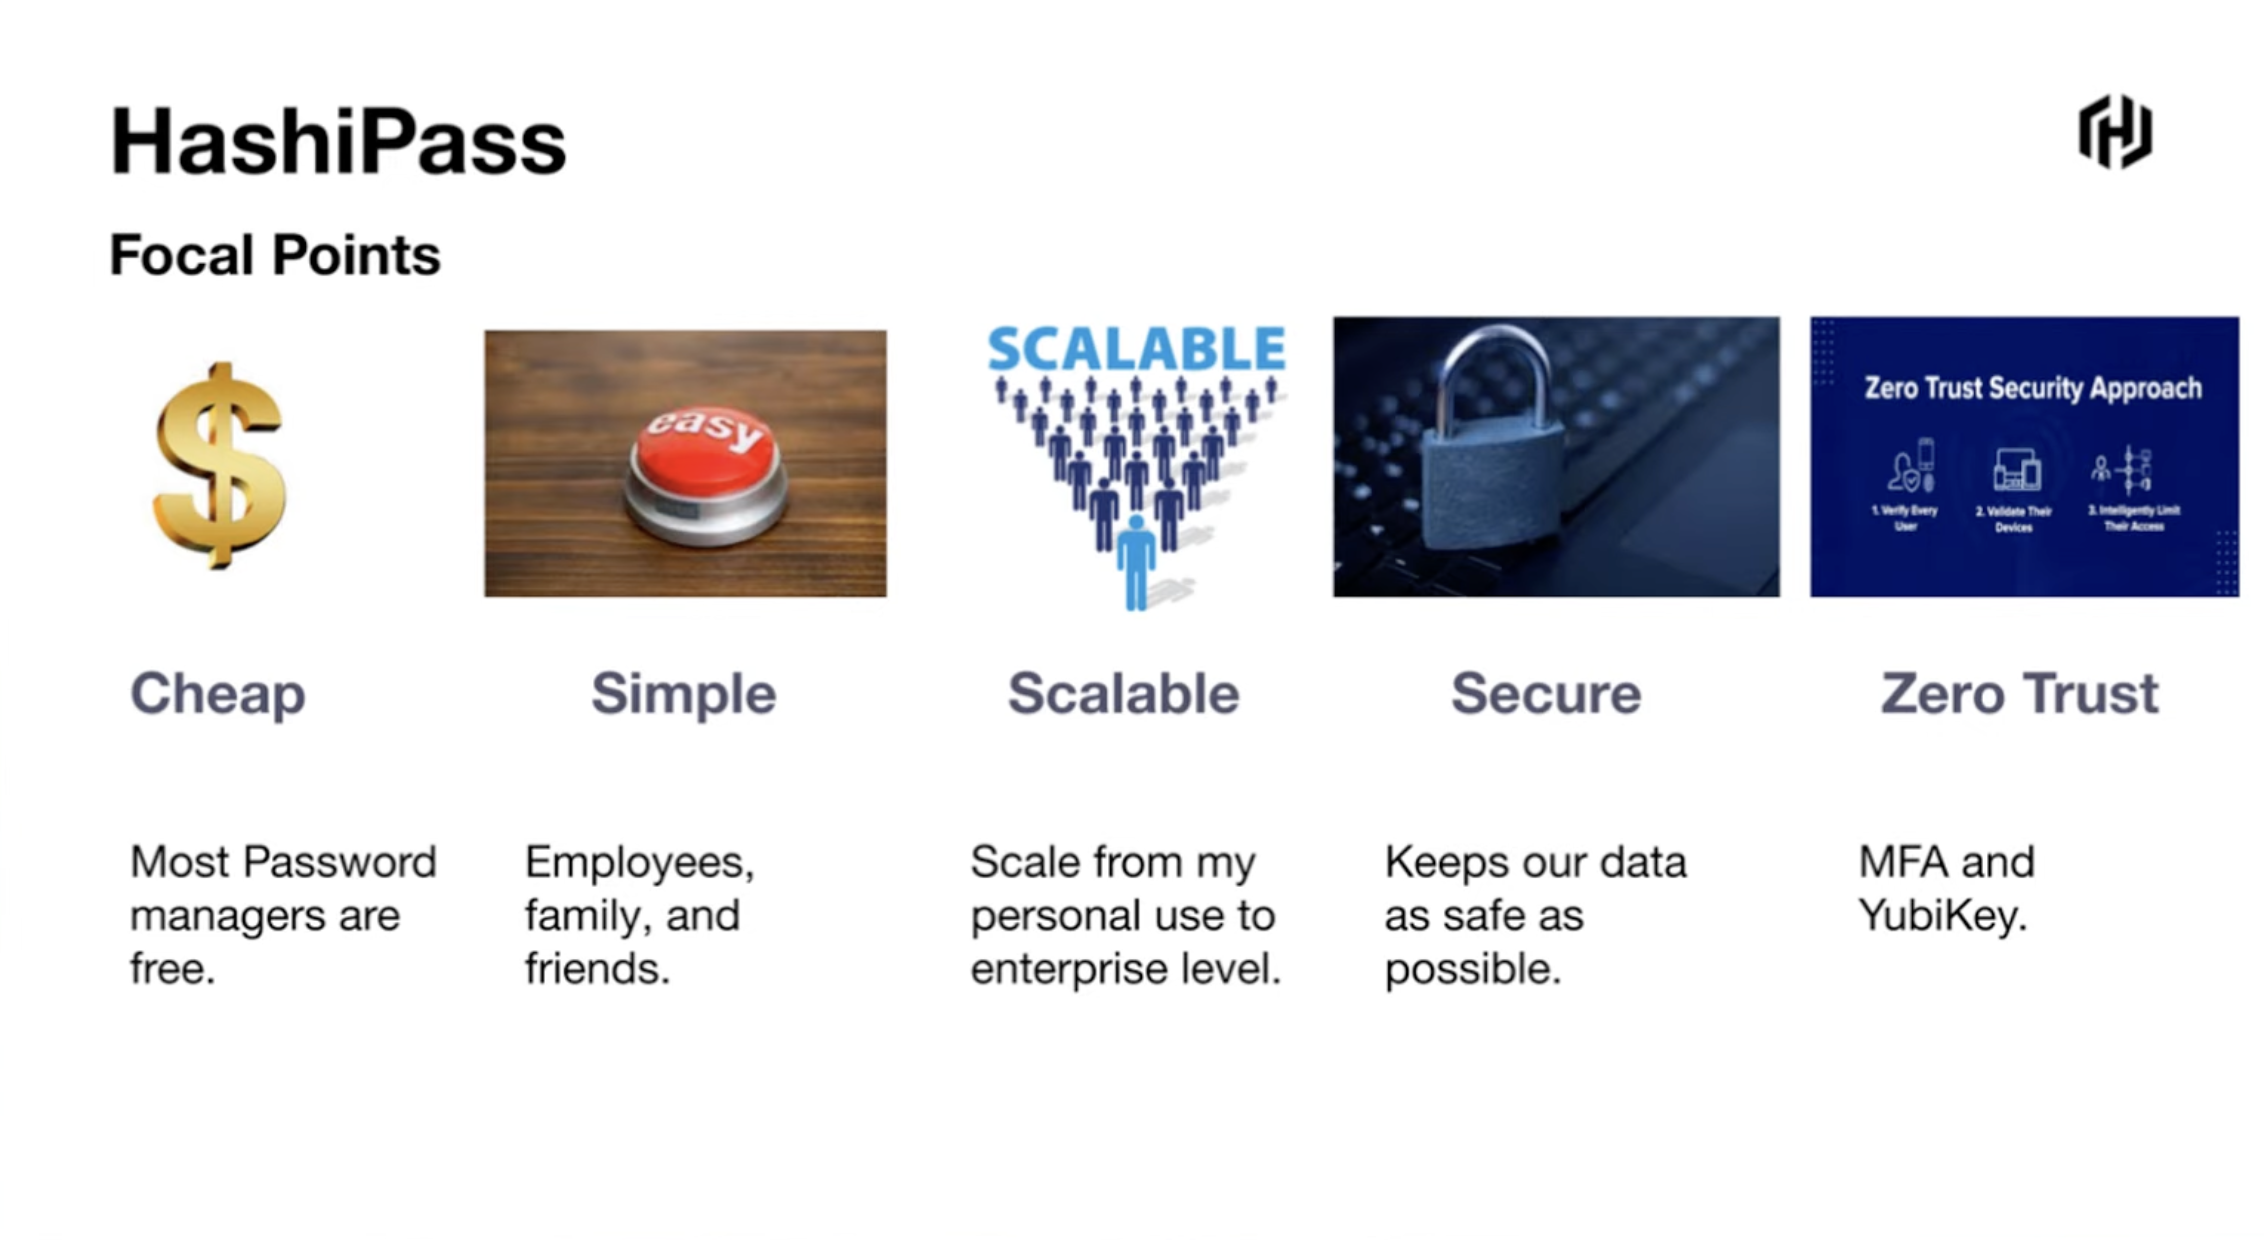 HashiPass
Focal Points
easy
SCALABLE
Zero Trust Security Approach
1. Verify Every
User
2. Validate Their
Devices
3. Intelligently Limit
Their Access
Cheap
Simple
Scalable
Secure
Zero Trust
Most Password
managers are
free.
Employees,
family, and
friends.
Scale from my
personal use to
enterprise level.
Keeps our data
as safe as
possible.
MFA and
YubiKey.